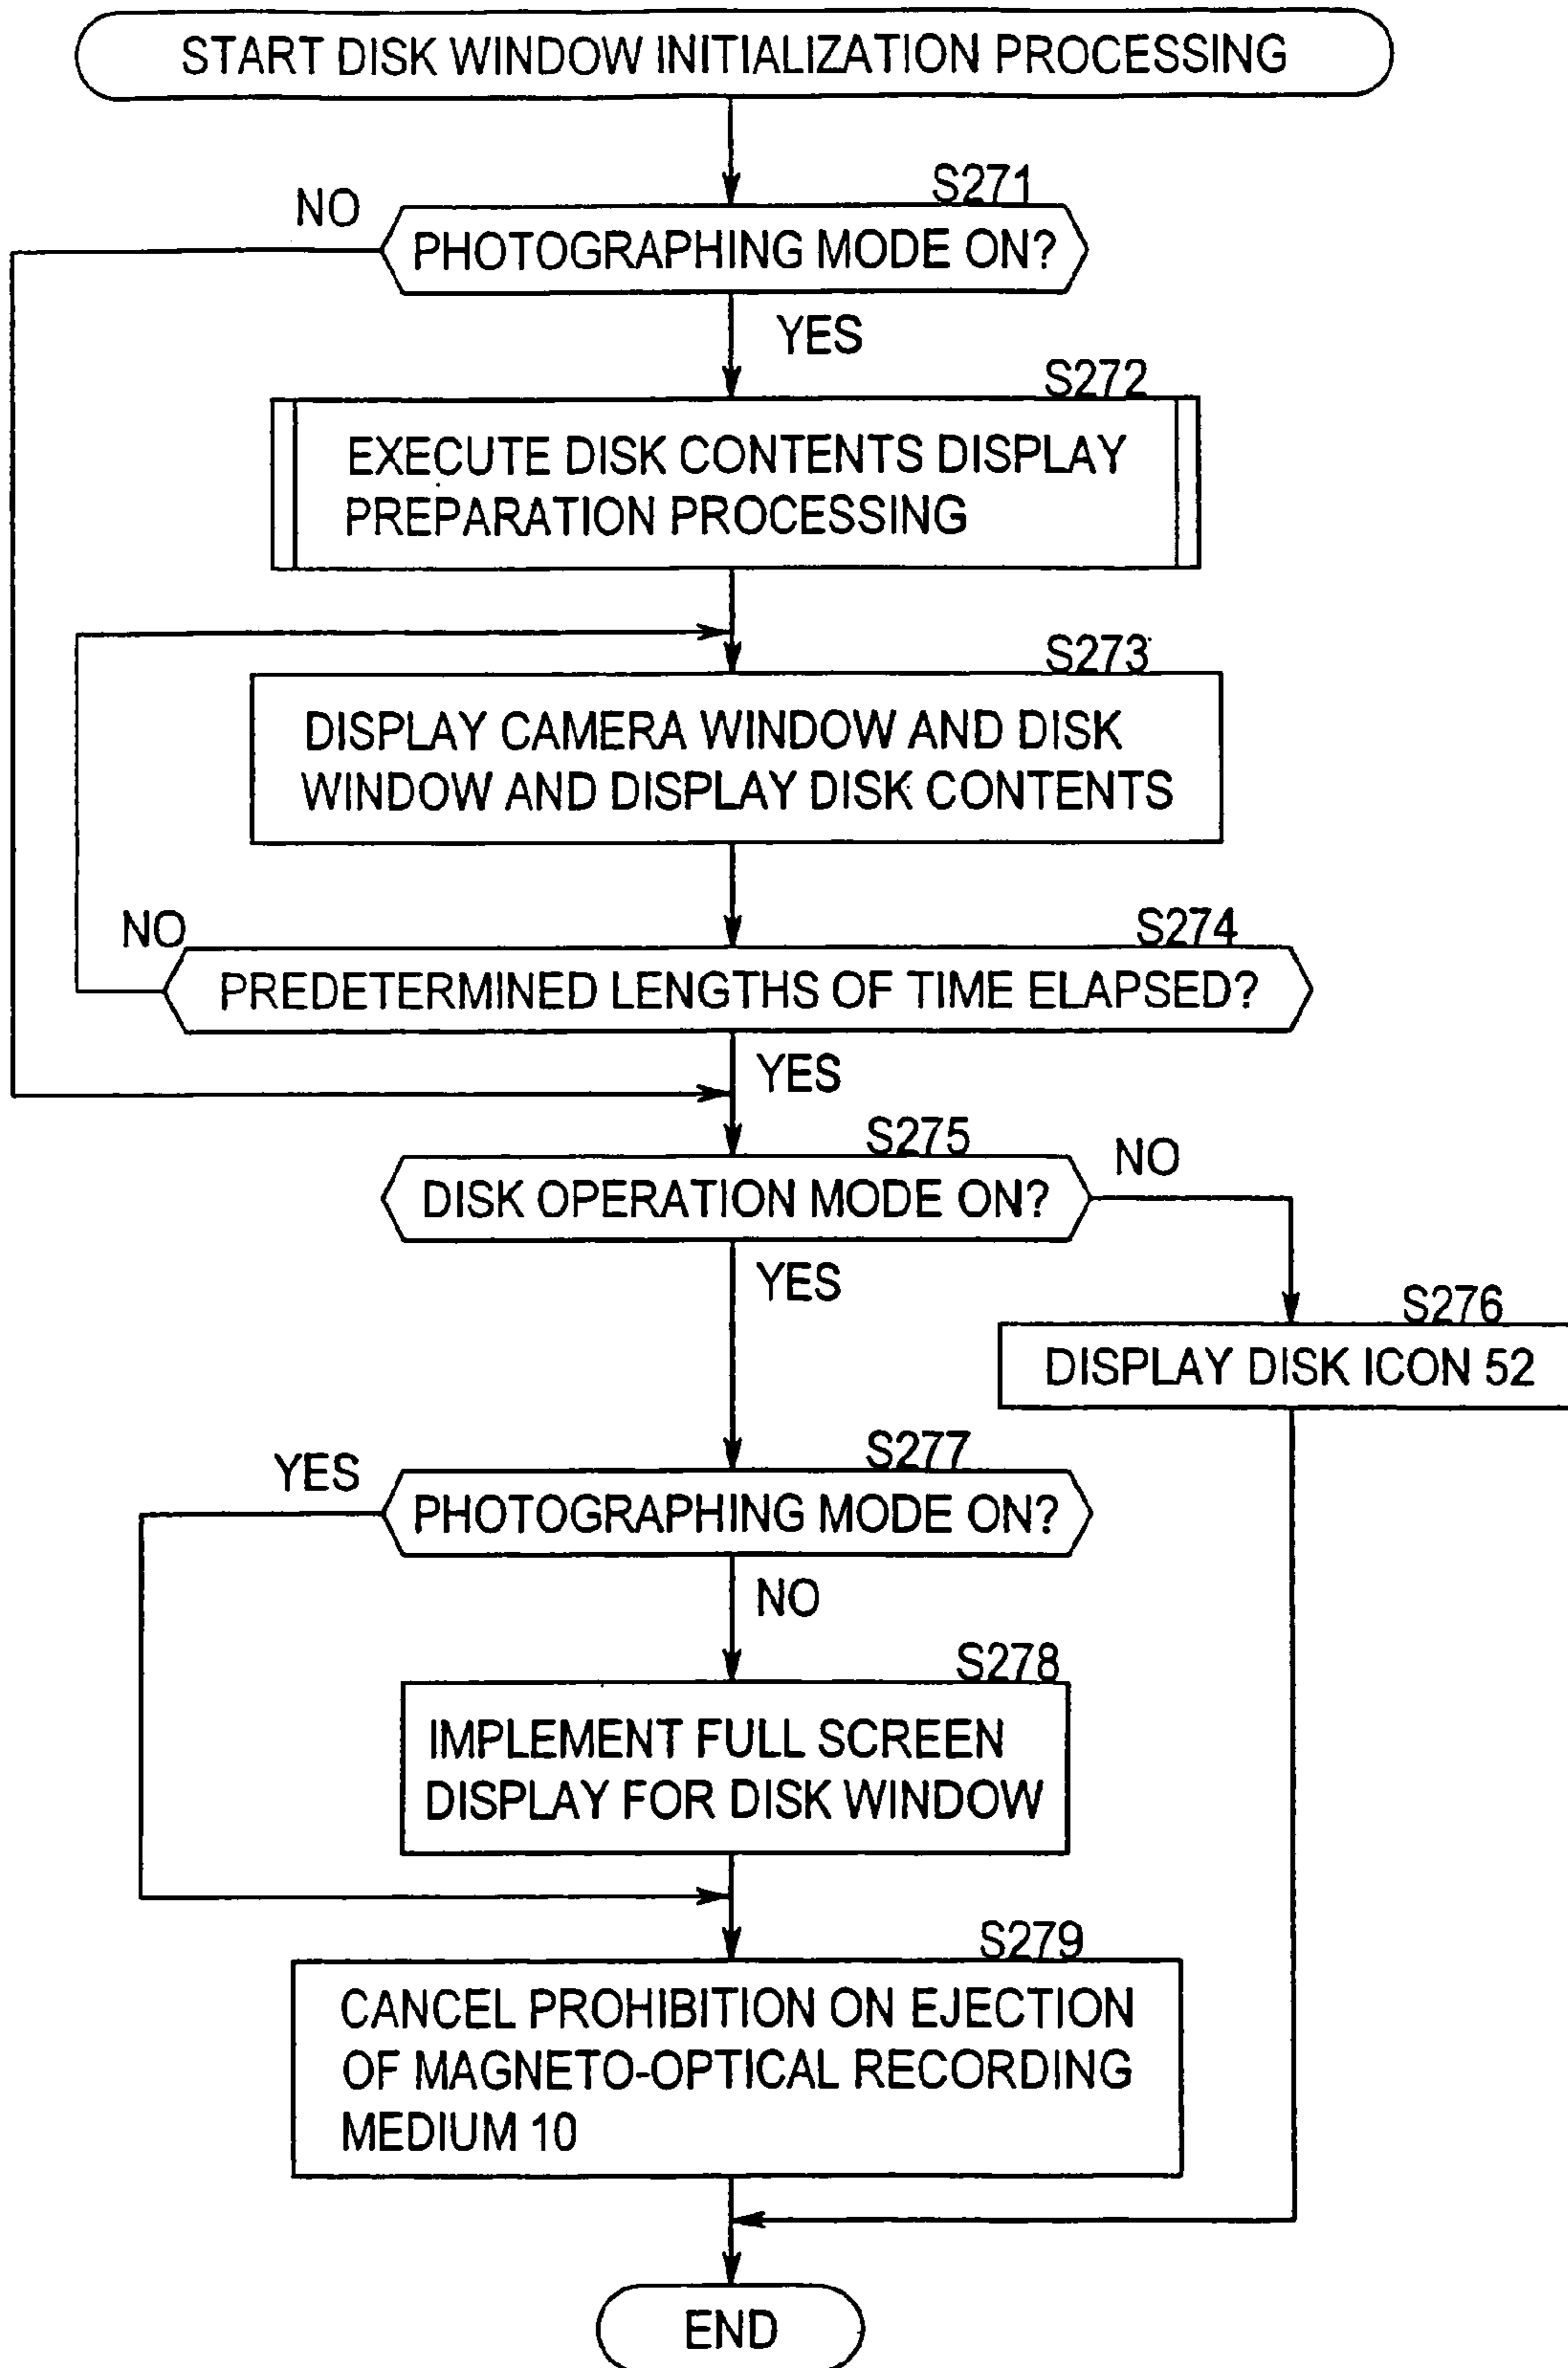 START DISK WINDOW INITIALIZATION PROCESSING
S271
NO
PHOTOGRAPHING MODE ON?
YES
S272
EXECUTE DISK CONTENTS DISPLAY
PREPARATION PROCESSING
S273
DISPLAY CAMERA WINDOW AND DISK
WINDOW AND DISPLAY DISK CONTENTS
NO
S274
PREDETERMINED LENGTHS OF TIME ELAPSED?
YES
S275
NO
DISK OPERATION MODE ON?
YES
S276
DISPLAY DISK ICON 52
S277
YES
PHOTOGRAPHING MODE ON?
NO
S278
IMPLEMENT FULL SCREEN
DISPLAY FOR DISK WINDOW
S279
CANCEL PROHIBITION ON EJECTION
OF MAGNETO-OPTICAL RECORDING
MEDIUM 10
END